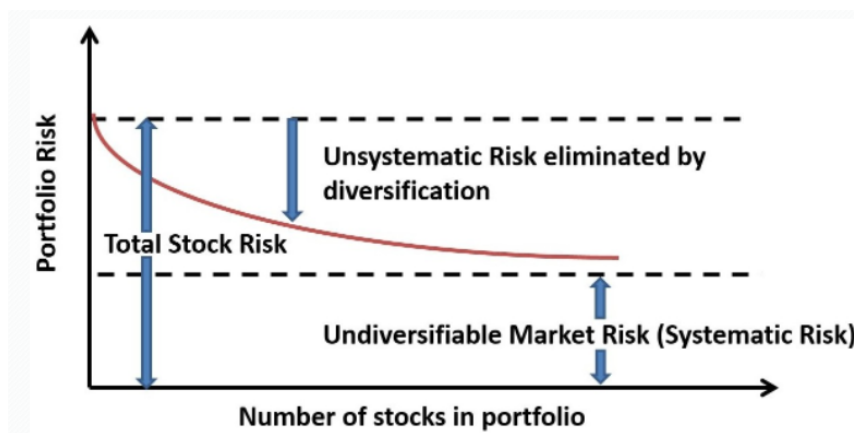 Portfolio Risk
Unsystematic Risk eliminated by
diversification
Total Stock Risk
Undiversifiable Market Risk (Systematic Risk)
Number of stocks in portfolio